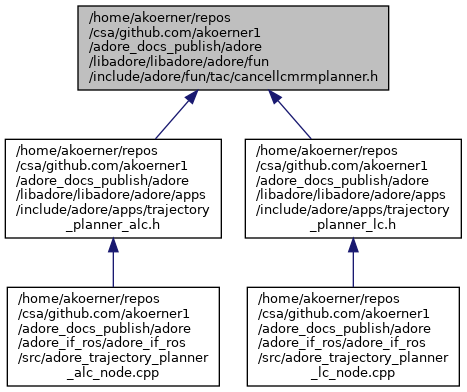 /home/akoerner/repos
/csa/github.com/akoerner1
/adore_docs_publish/adore
/libadore/libadore/adore/fun
/include/adore/fun/tac/cancellcmrmplanner.h
/home/akoerner/repos
/csa/github.com/akoerner1
/adore_docs_publish/adore
/libadore/libadore/adore/apps
/include/adore/apps/trajectory
_planner_alc.h
/home/akoerner/repos
/csa/github.com/akoerner1
/adore_docs_publish/adore
/libadore/libadore/adore/apps
/include/adore/apps/trajectory
_planner_lc.h
/home/akoerner/repos
/csa/github.com/akoerner1
/adore_docs_publish/adore
/adore_if_ros/adore_if_ros
/src/adore_trajectory_planner
_alc_node.cpp
/home/akoerner/repos
/csa/github.com/akoerner1
/adore_docs_publish/adore
/adore_if_ros/adore_if_ros
/src/adore_trajectory_planner
_lc_node.cpp